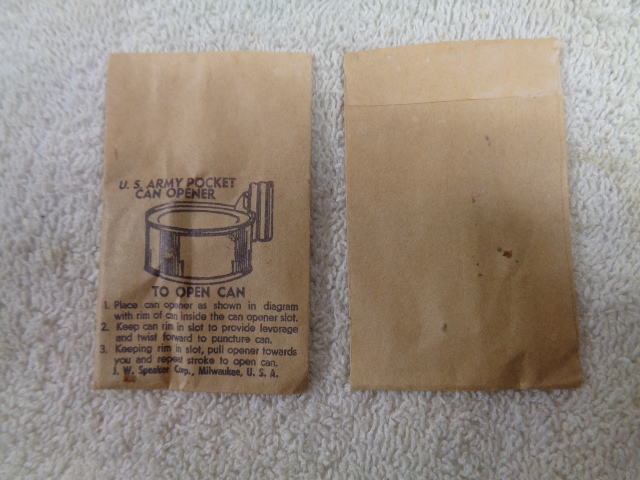 U. S. ARMY POCKET
CAN OPENER
TO OPEN CAN
1. Place can opener as shown in diagram
with rim of can inside the can opener slot.
2. Keep can rim in slot to provide leverage
and twist forward to puncture can.
3. Keeping rim in slot, pull opener towards
you and repeat stroke to open can.
J. W. Speaker Corp., Milwaukee, U. S. A.